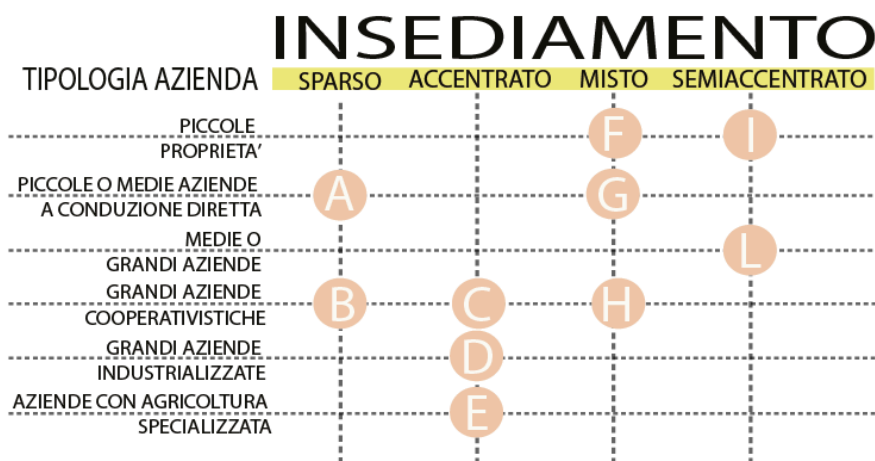 INSEDIAMENTO
TIPOLOGIA AZIENDA SPARSO ACCENTRATO MISTO SEMIACCENTRATO
PICCOLE
PROPRIETA' F I
PICCOLE O MEDIE AZIENDE
A CONDUZIONE DIRETTA A G
MEDIE O
GRANDI AZIENDE L
GRANDI AZIENDE
COOPERATIVISTICHE B C H
GRANDI AZIENDE
INDUSTRIALIZZATE D
AZIENDE CON AGRICOLTURA
SPECIALIZZATA E